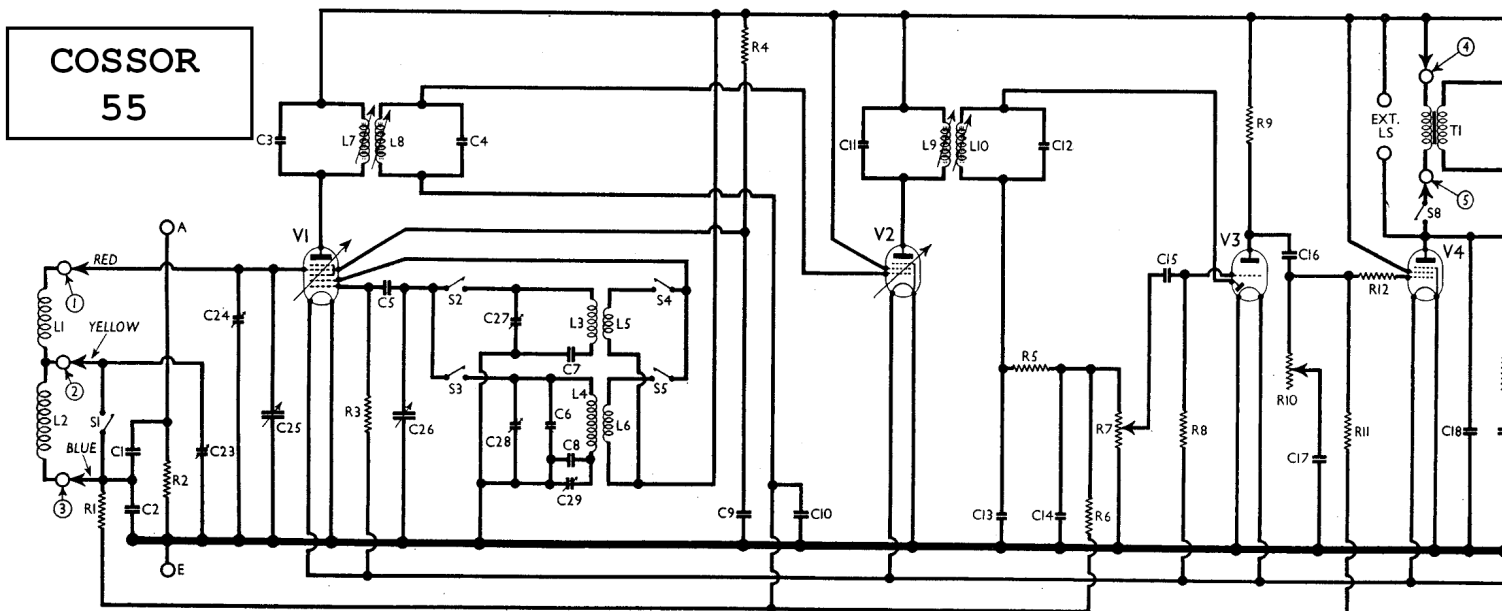 COSSOR
55
R4
4
EXT.
LS
T1
R9
C3
L7
L8
C4
C11
L9
L10
C12
5
S8
A
V1
V2
V3
C16
V4
RED
1
C5
S2
S4
C15
R12
L1
YELLOW
C24
C27
L3
L5
C7
R5
2
S3
S5
L4
R10
L2
S1
C25
R3
C26
C28
C6
L6
R7
R8
R11
C18
BLUE
C1
C23
C8
C17
3
R2
C29
R1
C2
C9
C10
C13
C14
R6
E